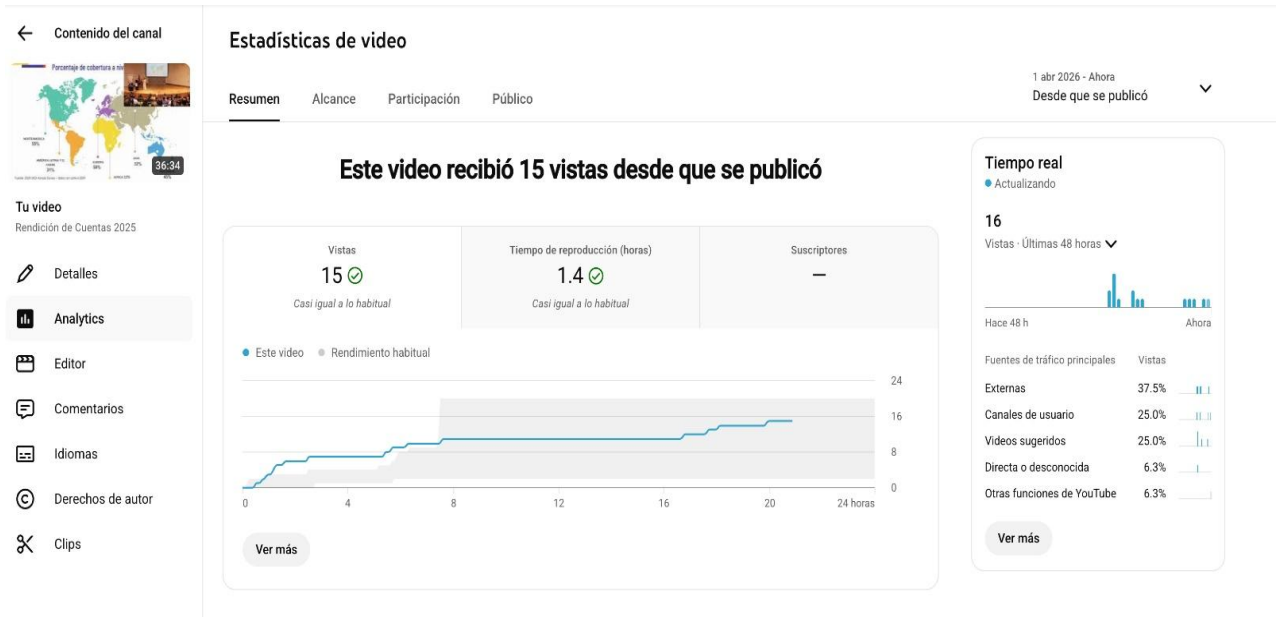 Contenido del canal
Porcentaje de cobertura a niv
36:34
Tu video
Rendición de Cuentas 2025
Detalles
Analytics
Editor
Comentarios
Idiomas
Derechos de autor
Clips
Estadísticas de video
Resumen Alcance Participación Público
1 abr 2026 - Ahora
Desde que se publicó
Este video recibió 15 vistas desde que se publicó
Vistas
15
Casi igual a lo habitual
Tiempo de reproducción (horas)
1.4
Casi igual a lo habitual
Suscriptores
—
Este video Rendimiento habitual
24
16
8
0
0 4 8 12 16 20 24 horas
Ver más
Tiempo real
Actualizando
16
Vistas · Últimas 48 horas
Hace 48 h Ahora
Fuentes de tráfico principales Vistas
Externas 37.5%
Canales de usuario 25.0%
Videos sugeridos 25.0%
Directa o desconocida 6.3%
Otras funciones de YouTube 6.3%
Ver más